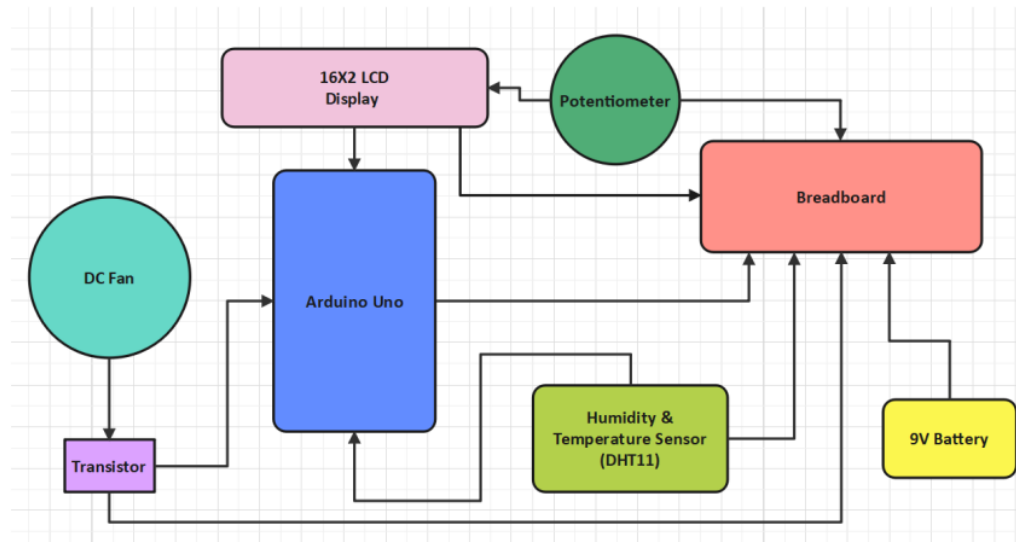 16X2 LCD
Display
Potentiometer
Breadboard
DC Fan
Arduino Uno
Humidity &
Temperature Sensor
(DHT11)
9V Battery
Transistor